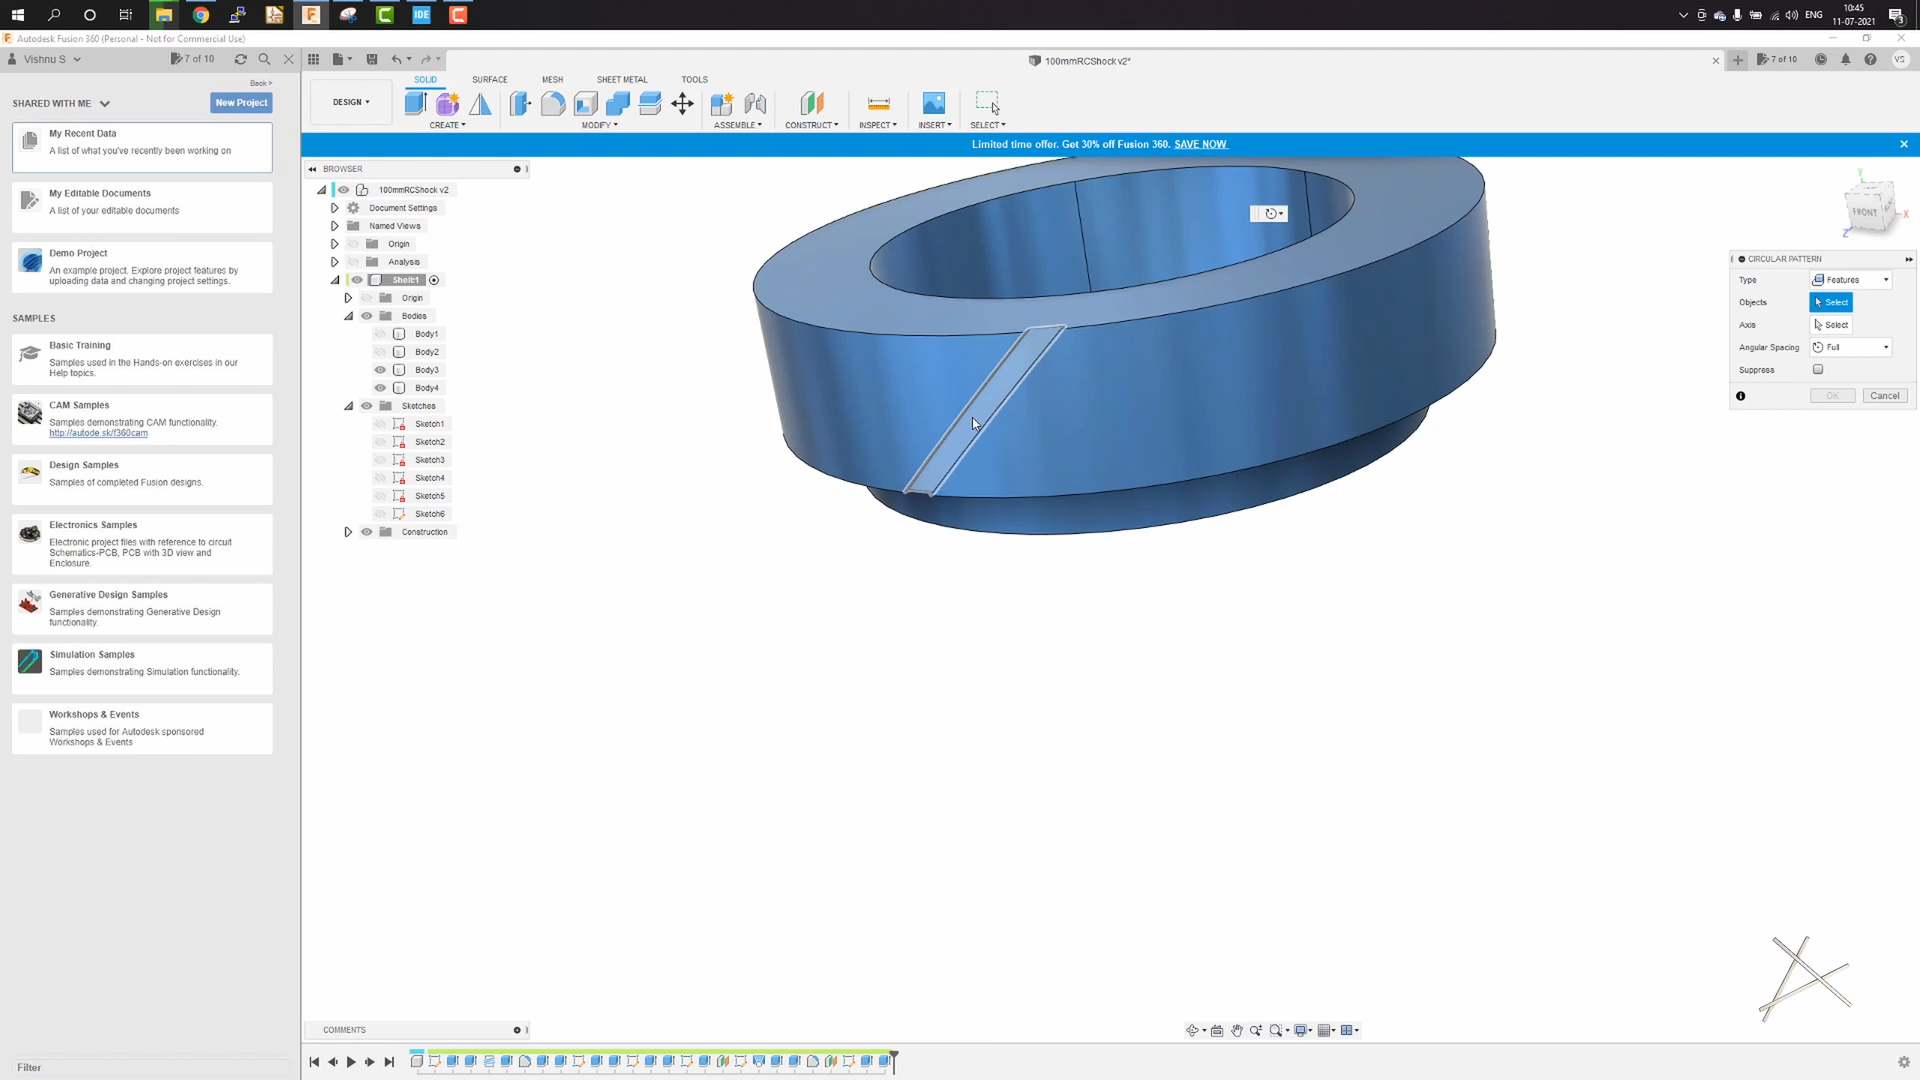 10:45
ENG
11-07-2021
IDE
Autodesk Fusion 360 (Personal - Not for Commercial Use)
Vishnu S
7 of 10
100mmRCShock v2*
7 of 10
VS
Back >
SHARED WITH ME
New Project
My Recent Data
A list of what you've recently been working on
My Editable Documents
A list of your editable documents
Demo Project
An example project. Explore project features by
uploading data and changing project settings.
SAMPLES
Basic Training
Samples used in the Hands-on exercises in our
Help topics.
CAM Samples
Samples demonstrating CAM functionality.
http://autode.sk/f360cam
Design Samples
Samples of completed Fusion designs.
Electronics Samples
Electronic project files with reference to circuit
Schematics-PCB, PCB with 3D view and
Enclosure.
Generative Design Samples
Samples demonstrating Generative Design
functionality.
Simulation Samples
Samples demonstrating Simulation functionality.
Workshops & Events
Samples used for Autodesk sponsored
Workshops & Events
Filter
DESIGN
SOLID
SURFACE
MESH
SHEET METAL
TOOLS
CREATE
MODIFY
ASSEMBLE
CONSTRUCT
INSPECT
INSERT
SELECT
Limited time offer. Get 30% off Fusion 360. SAVE NOW
BROWSER
100mmRCShock v2
Document Settings
Named Views
Origin
Analysis
Shell:1
Origin
Bodies
Body1
Body2
Body3
Body4
Sketches
Sketch1
Sketch2
Sketch3
Sketch4
Sketch5
Sketch6
Construction
FRONT
Y
X
Z
CIRCULAR PATTERN
Type
Features
Objects
Select
Axis
Select
Angular Spacing
Full
Suppress
OK
Cancel
COMMENTS